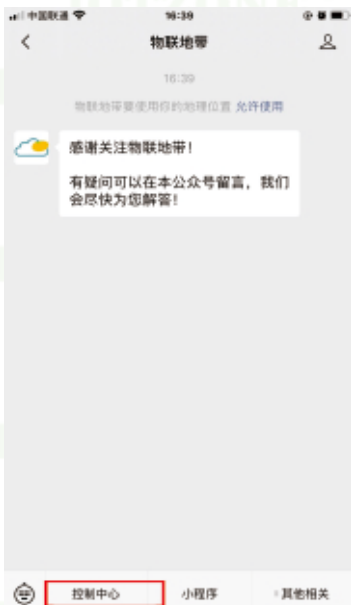 中国联通 16:39
物联地带
16:39
物联地带要使用你的地理位置 允许使用
感谢关注物联地带！
有疑问可以在本公众号留言，我们
会尽快为您解答！
控制中心 小程序 其他相关